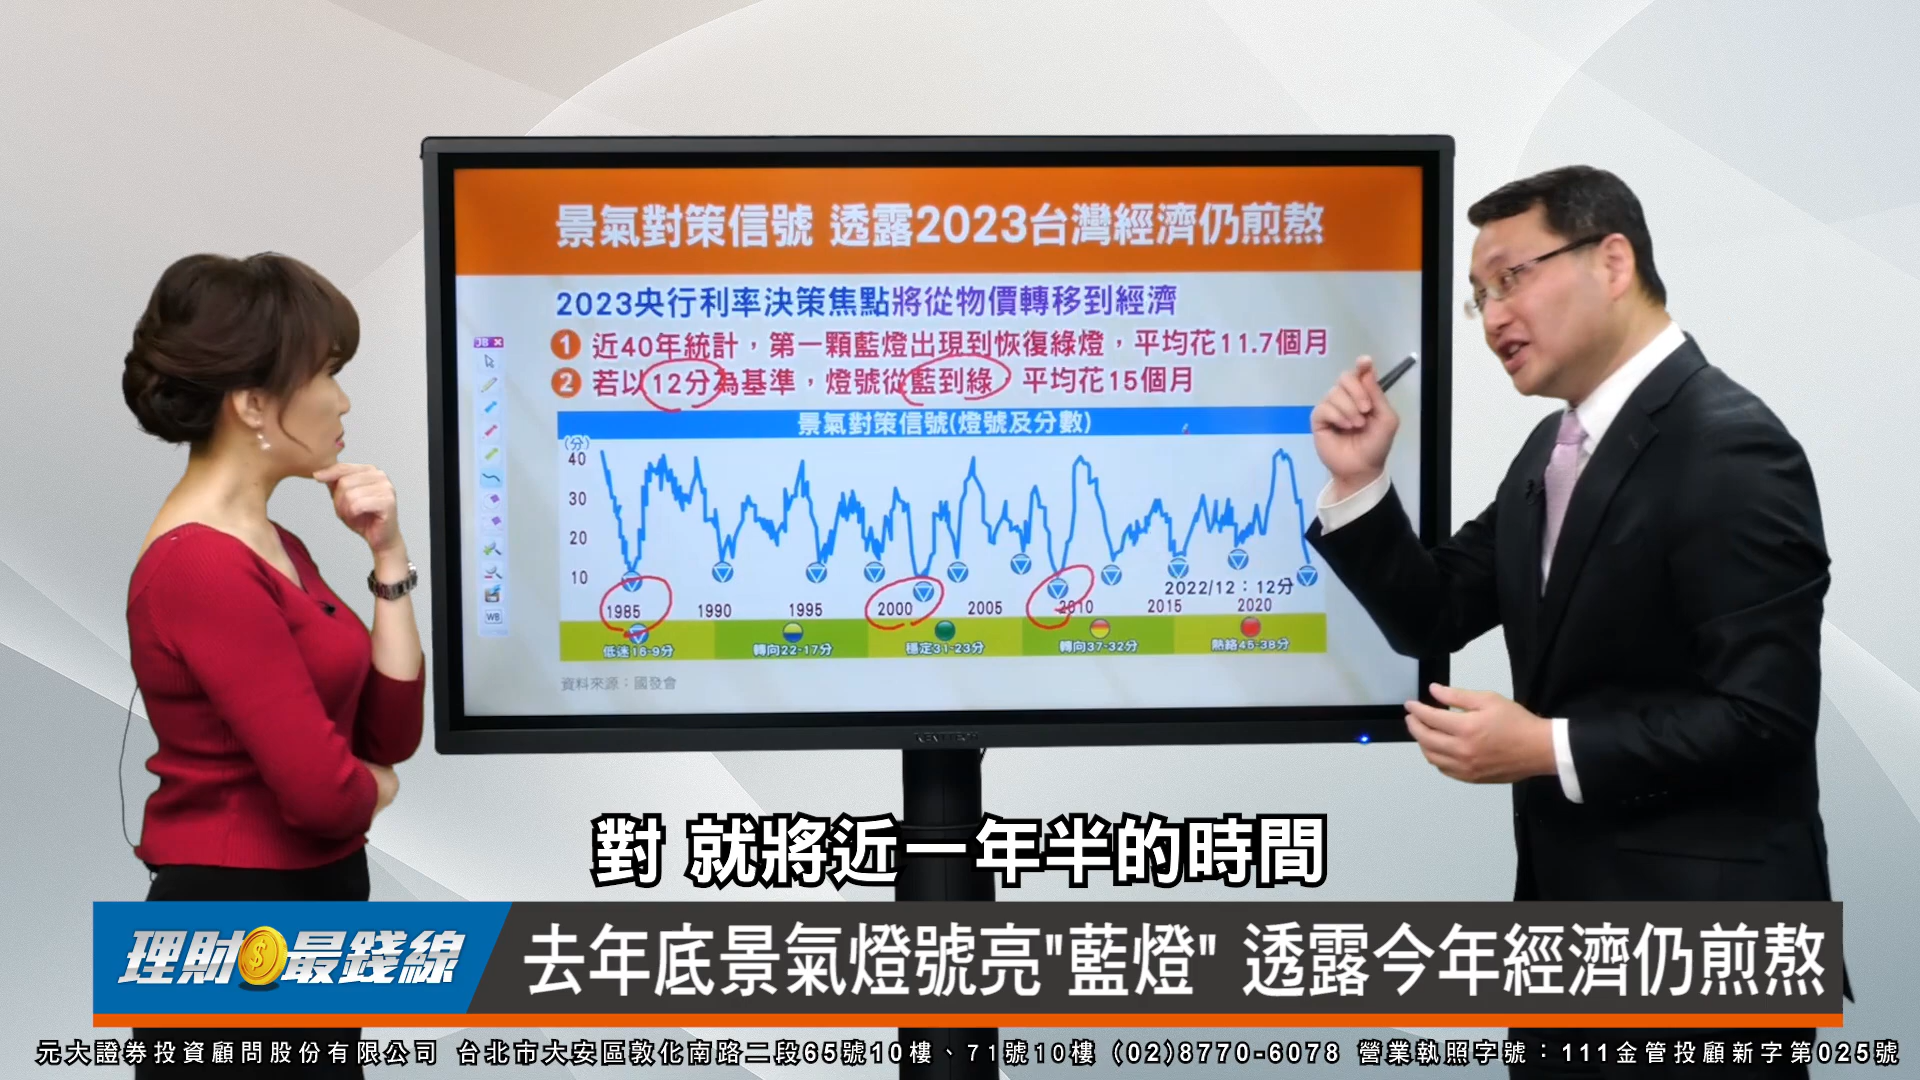 景氣對策信號 透露2023台灣經濟仍煎熬
2023央行利率決策焦點將從物價轉移到經濟
1 近40年統計，第一顆藍燈出現到恢復綠燈，平均花11.7個月
2 若以12分為基準，燈號從藍到綠，平均花15個月
景氣對策信號(燈號及分數)
(分)
40
30
20
10
2022/12：12分
1985 1990 1995 2000 2005 2010 2015 2020
低迷16-9分 轉向22-17分 穩定31-23分 轉向37-32分 熱絡45-38分
資料來源：國發會
WB
對 就將近一年半的時間
理財$最錢線
去年底景氣燈號亮"藍燈" 透露今年經濟仍煎熬
元大證券投資顧問股份有限公司 台北市大安區敦化南路二段65號10樓、71號10樓 (02)8770-6078 營業執照字號：111金管投顧新字第025號